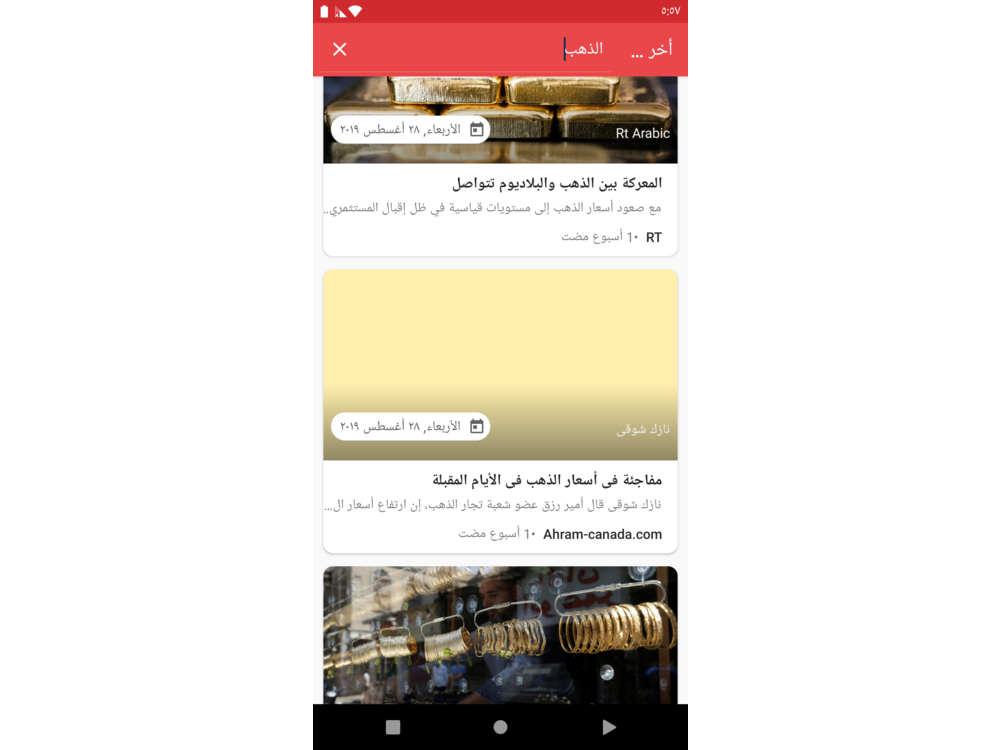 ٥:٥٧
أخر ...
الذهب
Rt Arabic
الأربعاء, ٢٨ أغسطس ٢٠١٩
المعركة بين الذهب والبلاديوم تتواصل
مع صعود أسعار الذهب إلى مستويات قياسية في ظل إقبال المستثمري...
RT •1 أسبوع مضت
نازك شوقى
الأربعاء, ٢٨ أغسطس ٢٠١٩
مفاجئة فى أسعار الذهب فى الأيام المقبلة
نازك شوقى قال أمير رزق عضو شعبة تجار الذهب، إن ارتفاع أسعار ال...
Ahram-canada.com •1 أسبوع مضت